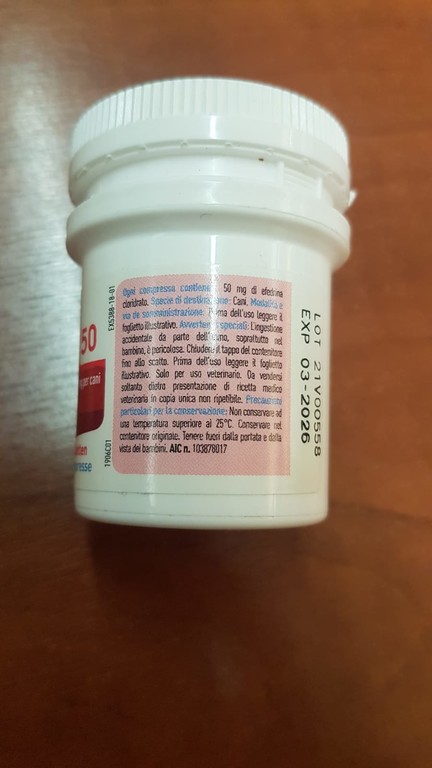 Ogni compressa contiene: 50 mg di efedrina
cloridrato. Specie di destinazione: Cani. Modalità e
via de somministrazione: Prima dell'uso leggere il
foglietto illustrativo. Avvertenze speciali: L'ingestione
accidentale da parte dell'uomo, soprattutto nel
bambino, è pericolosa. Chiudere il tappo del contenitore
fino allo scatto. Prima dell'uso leggere il foglietto
illustrativo. Solo per uso veterinario. Da vendersi
soltanto dietro presentazione di ricetta medico
veterinaria in copia unica non ripetibile. Precauzioni
particolari per la conservazione: Non conservare ad
una temperatura superiore ai 25°C. Conservare nel
contenitore originale. Tenere fuori dalla portata e dalla
vista dei bambini. AIC n. 103878017
50
per cani
LOT 21V00558
EXP 03-2026
1906C01